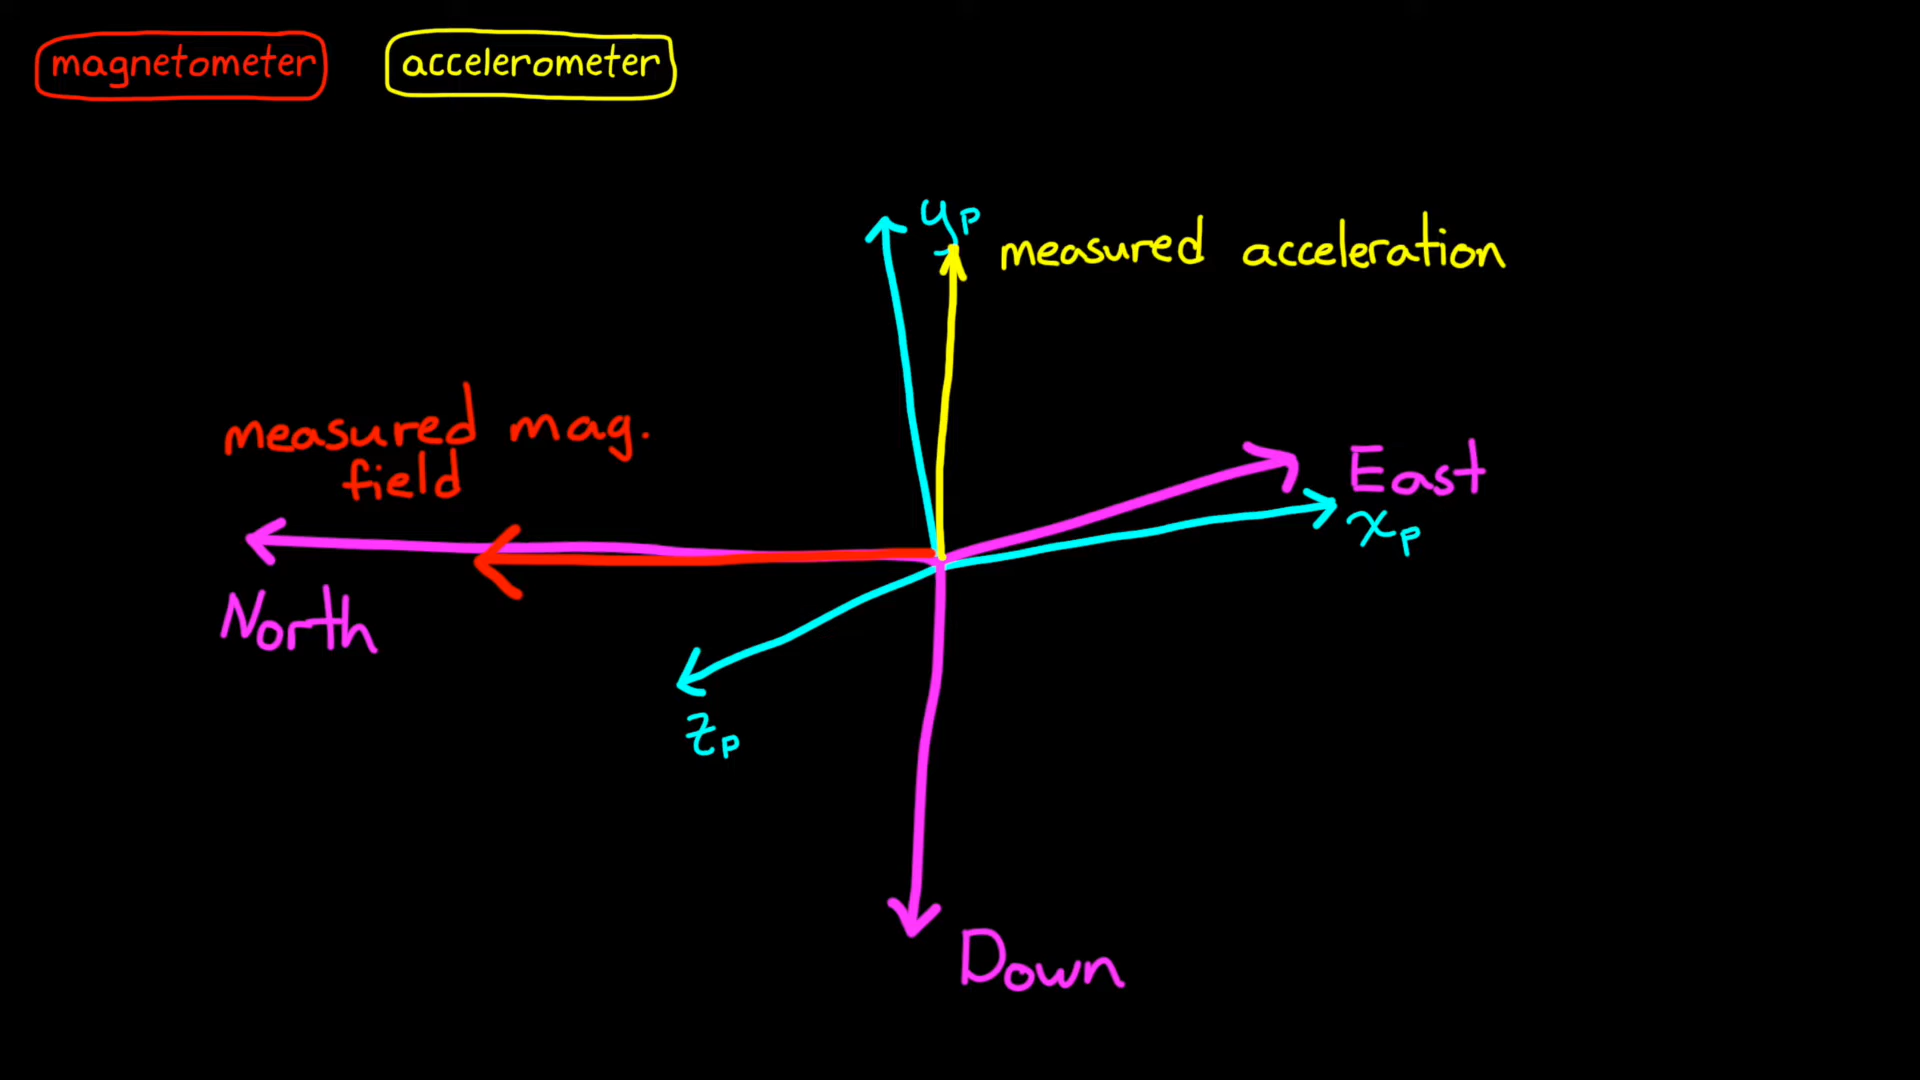 magnetometer
accelerometer
yp
measured acceleration
measured mag.
field
East
xp
North
zp
Down